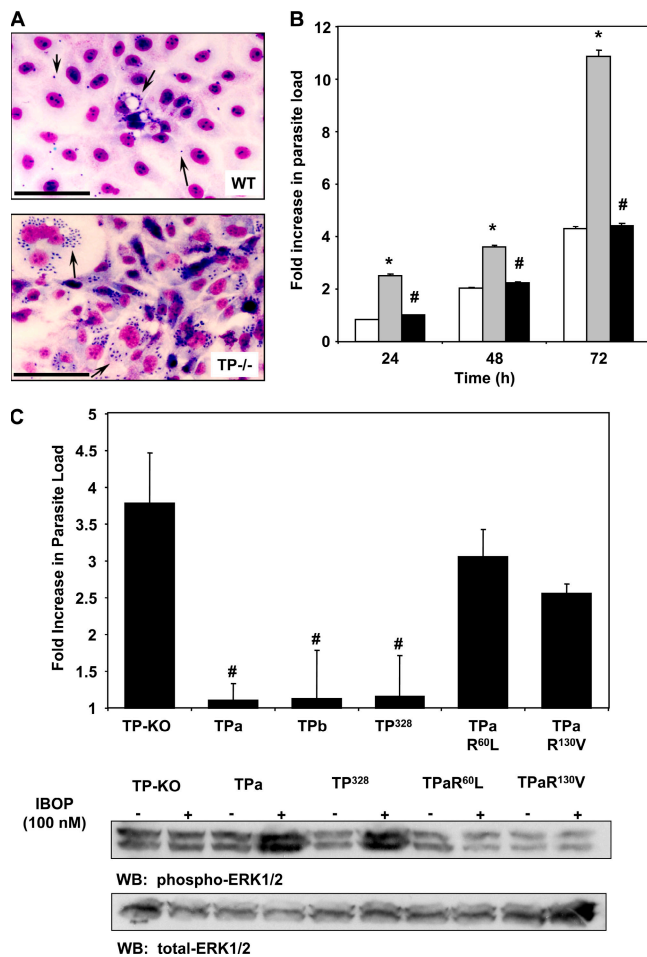 A
WT
TP-/-
B
Fold increase in parasite load
12
10
8
6
4
2
0
*
#
*
#
*
#
24 48 72
Time (h)
C
Fold Increase in Parasite Load
5
4.5
4
3.5
3
2.5
2
1.5
1
#
#
#
TP-KO TPa TPb TP³²⁸ TPa TPa
R⁶⁰L R¹³⁰V
TP-KO TPa TP³²⁸ TPaR⁶⁰L TPaR¹³⁰V
IBOP
(100 nM)
- + - + - + - + - +
WB: phospho-ERK1/2
WB: total-ERK1/2